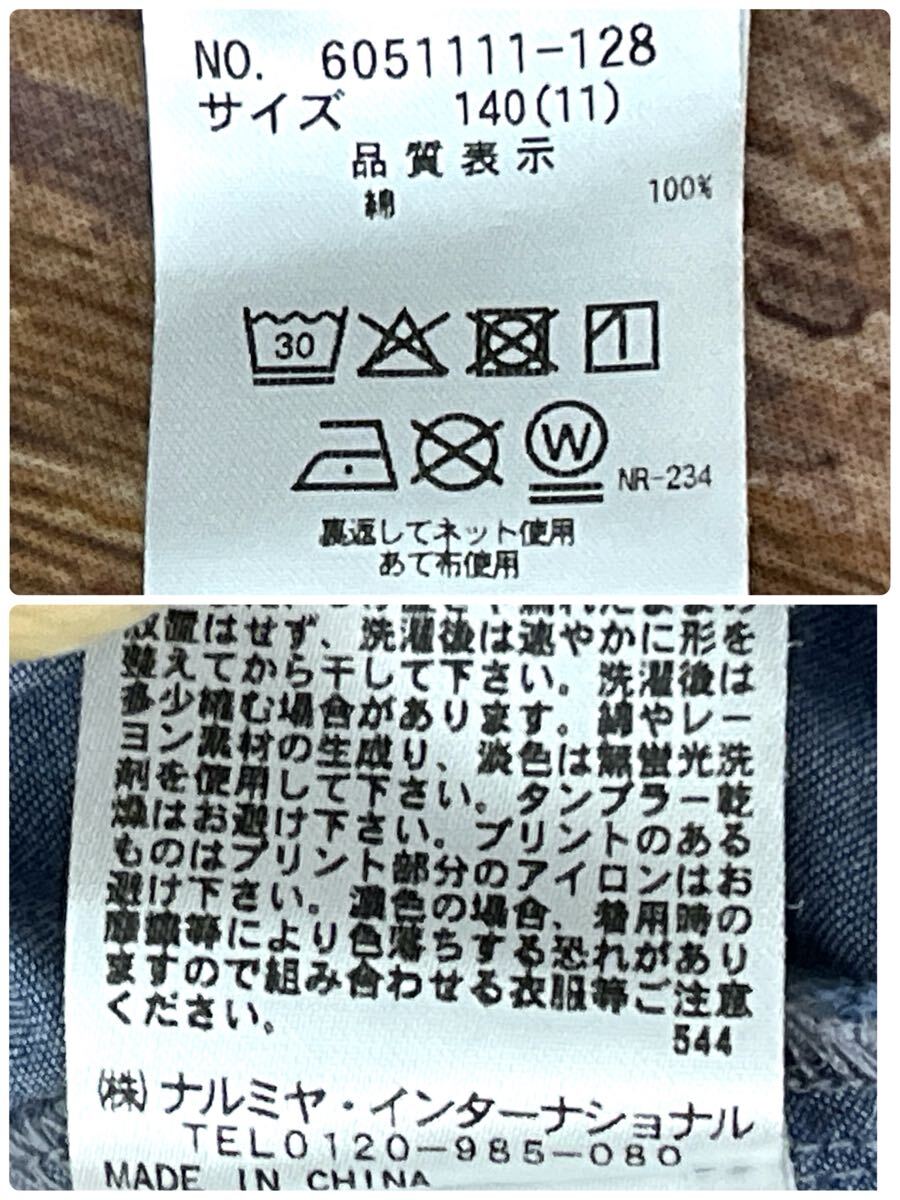 NO. 6051111-128
サイズ 140(11)
品質表示
綿 100%
30
W
NR-234
裏返してネット使用
あて布使用
放置はせず、洗濯後は速やかに形を
整えてから干して下さい。洗濯後は
多少縮む場合があります。綿やレー
ヨン素材の生成り、淡色は無蛍光洗
剤を使用して下さい。タンブラー乾
燥はお避け下さい。プリントのある
ものはプリント部分のアイロンはお
避け下さい。濃色の場合、着用時の
摩擦等により色落ちする恐れがあり
ますので組み合わせる衣服等ご注意
ください。
544
㈱ナルミヤ・インターナショナル
TEL0120-985-080
MADE IN CHINA